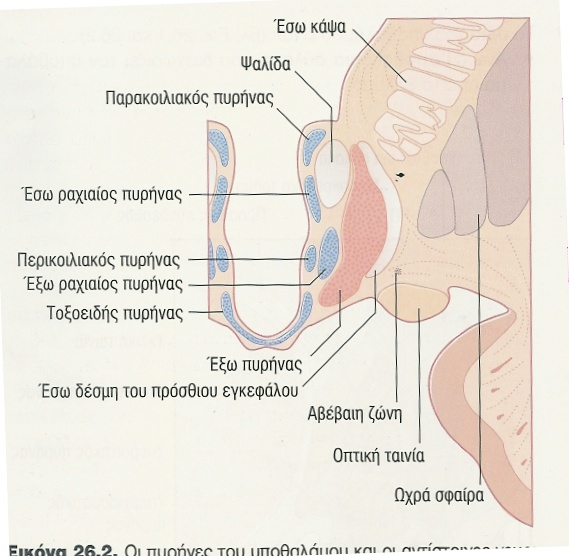 Έσω κάψα
Ψαλίδα
Παρακοιλιακός πυρήνας
Έσω ραχιαίος πυρήνας
Περικοιλιακός πυρήνας
Έξω ραχιαίος πυρήνας
Τοξοειδής πυρήνας
Έξω πυρήνας
Έσω δέσμη του πρόσθιου εγκεφάλου
Αβέβαιη ζώνη
Οπτική ταινία
Ωχρά σφαίρα
Εικόνα 26.2. Οι πυρήνες του υποθαλάμου και οι αντίστοιχες